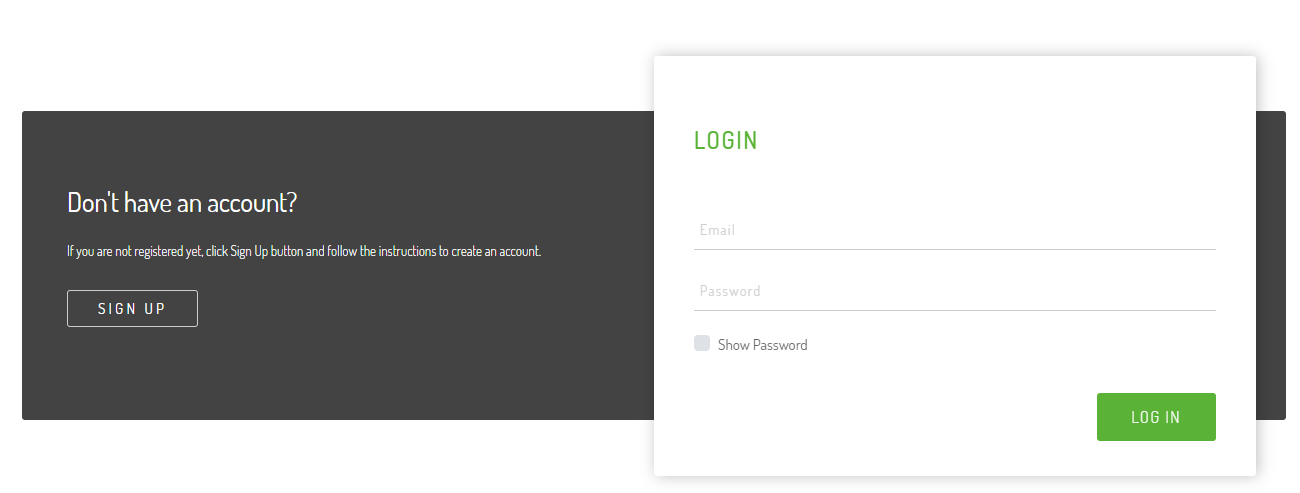 Don't have an account?
If you are not registered yet, click Sign Up button and follow the instructions to create an account.
SIGN UP
LOGIN
Email
Password
Show Password
LOG IN